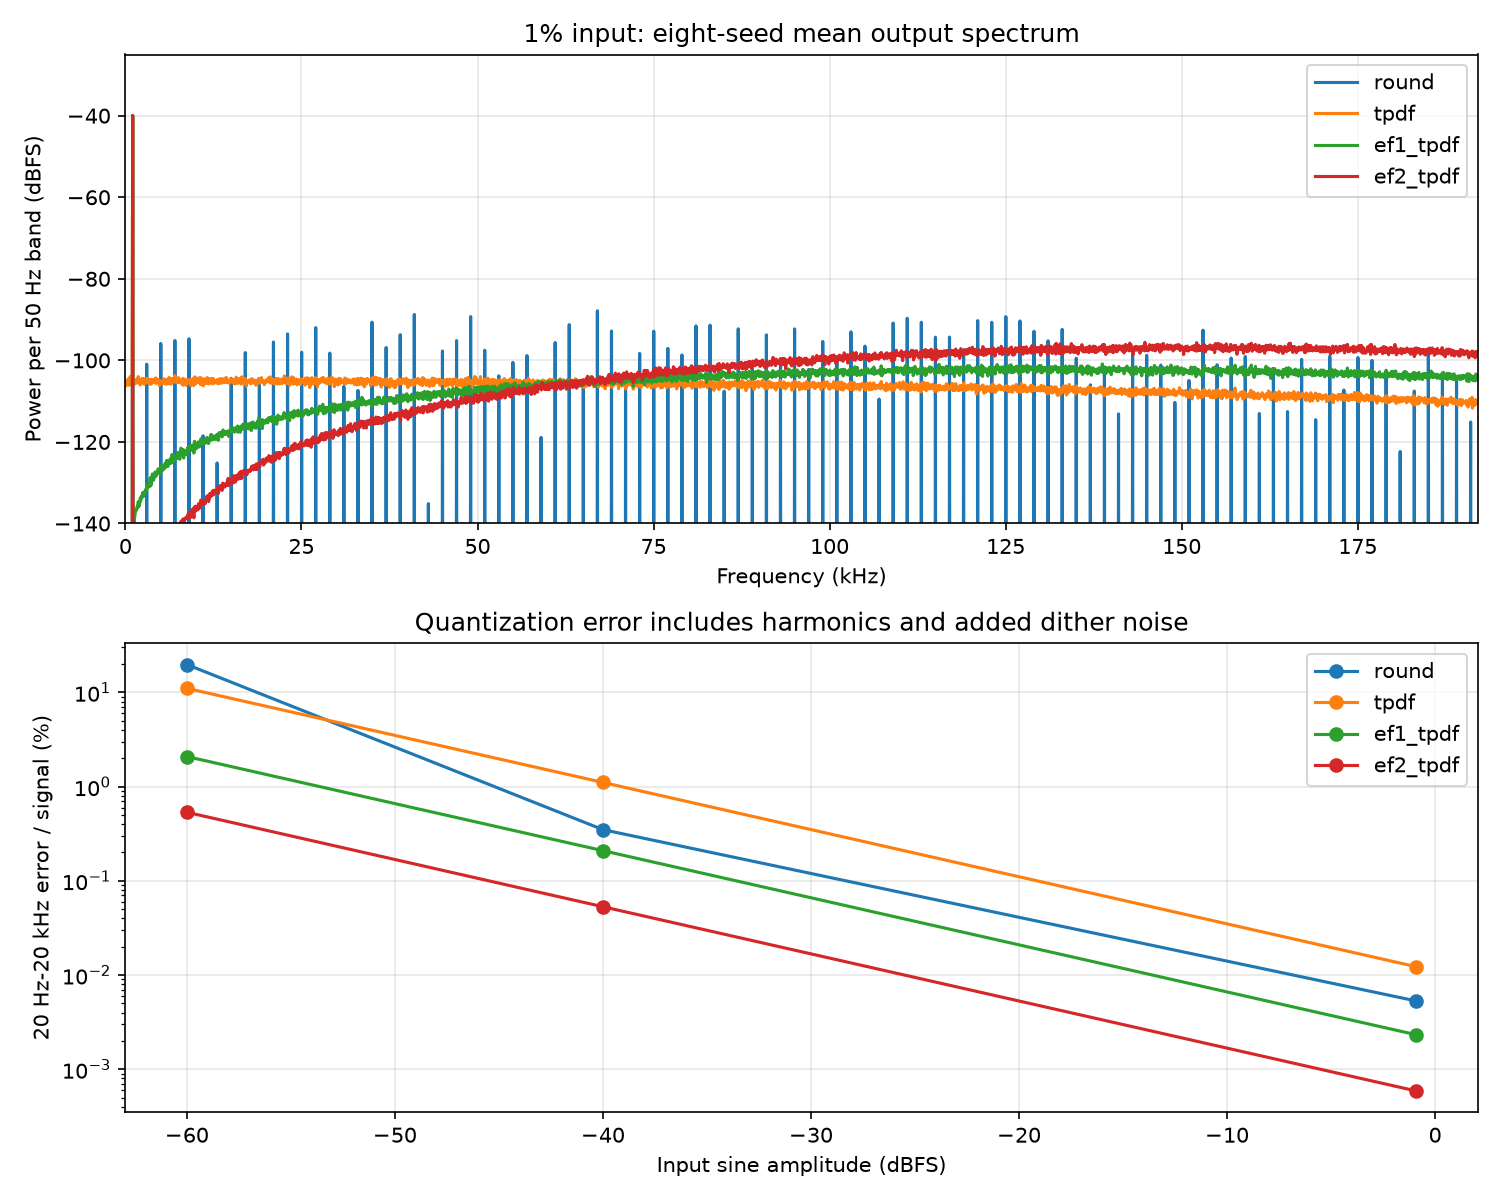 1% input: eight-seed mean output spectrum
Power per 50 Hz band (dBFS)
−40
−60
−80
−100
−120
−140
round
tpdf
ef1_tpdf
ef2_tpdf
0 25 50 75 100 125 150 175
Frequency (kHz)
Quantization error includes harmonics and added dither noise
20 Hz-20 kHz error / signal (%)
10¹
10⁰
10⁻¹
10⁻²
10⁻³
round
tpdf
ef1_tpdf
ef2_tpdf
−60 −50 −40 −30 −20 −10 0
Input sine amplitude (dBFS)